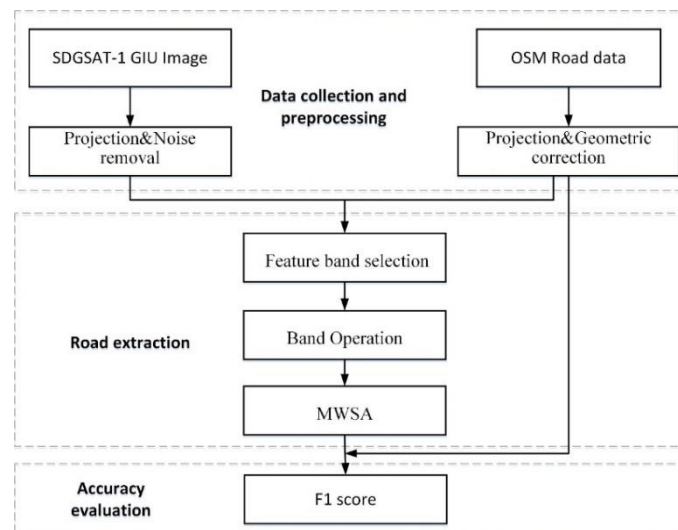 SDGSAT-1 GIU Image
OSM Road data
Data collection and
preprocessing
Projection&Noise
removal
Projection&Geometric
correction
Feature band selection
Band Operation
Road extraction
MWSA
Accuracy
evaluation
F1 score